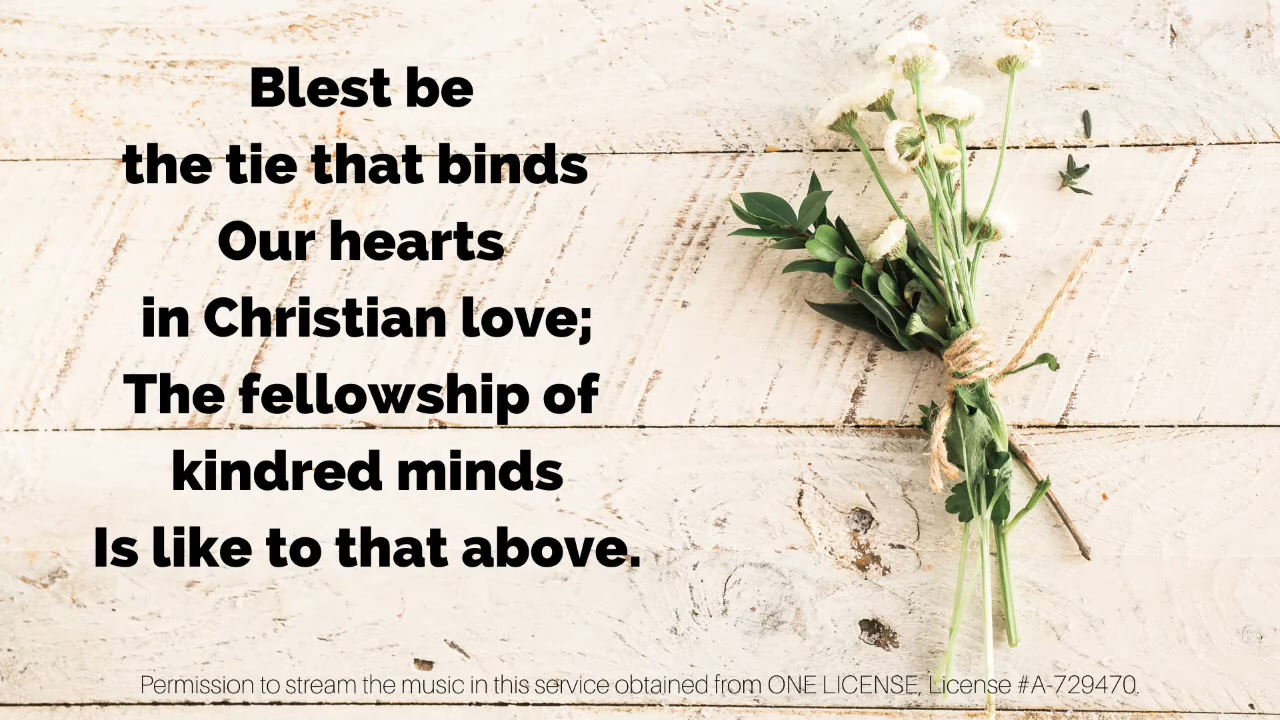 Blest be
the tie that binds
Our hearts
in Christian love;
The fellowship of
kindred minds
Is like to that above.
Permission to stream the music in this service obtained from ONE LICENSE, License #A-729470.